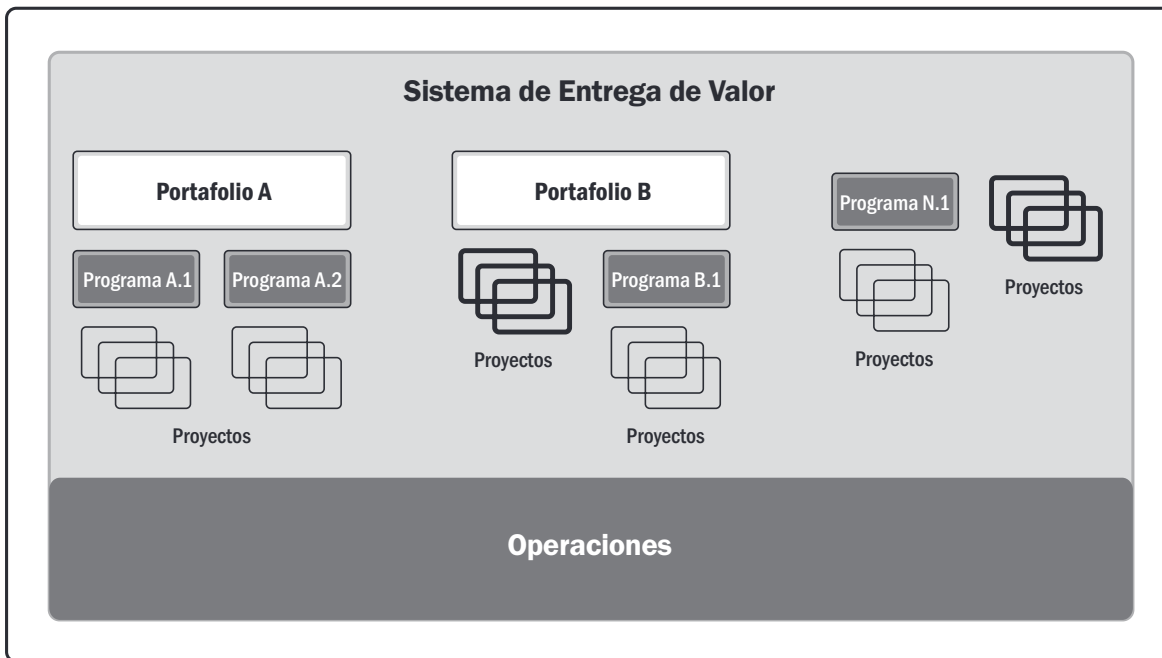 Sistema de Entrega de Valor
Portafolio A
Portafolio B
Programa N.1
Proyectos
Programa A.1
Programa A.2
Programa B.1
Proyectos
Proyectos
Proyectos
Proyectos
Operaciones